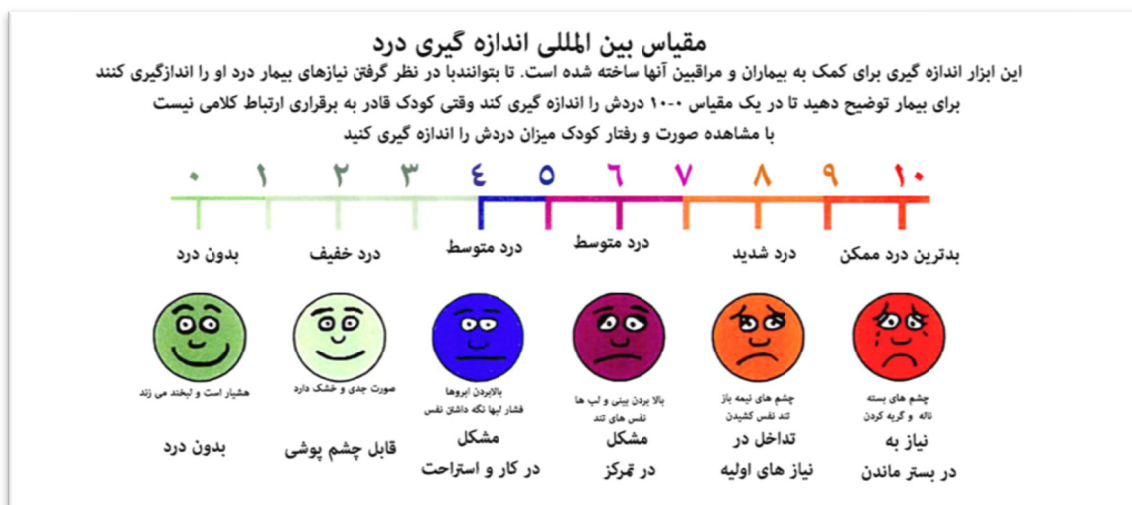 مقیاس بین المللی اندازه گیری درد
این ابزار اندازه گیری برای کمک به بیماران و مراقبین آنها ساخته شده است. تا بتوانندبا در نظر گرفتن نیازهای بیمار درد او را اندازگیری کنند
برای بیمار توضیح دهید تا در یک مقیاس ۰-۱۰ دردش را اندازه گیری کند وقتی کودک قادر به برقراری ارتباط کلامی نیست
با مشاهده صورت و رفتار کودک میزان دردش را اندازه گیری کنید
۰ ۱ ۲ ۳ ٤ ۵ ٦ ۷ ۸ ۹ ۱۰
بدون درد درد خفیف درد متوسط درد متوسط درد شدید بدترین درد ممکن
هشیار است و لبخند می زند
صورت جدی و خشک دارد
بالابردن ابروها
فشار لبها نگه داشتن نفس
بالا بردن بینی و لب ها
نفس های تند
چشم های نیمه باز
تند نفس کشیدن
چشم های بسته
ناله و گریه کردن
بدون درد
قابل چشم پوشی
مشکل
در کار و استراحت
مشکل
در تمرکز
تداخل در
نیاز های اولیه
نیاز به
در بستر ماندن